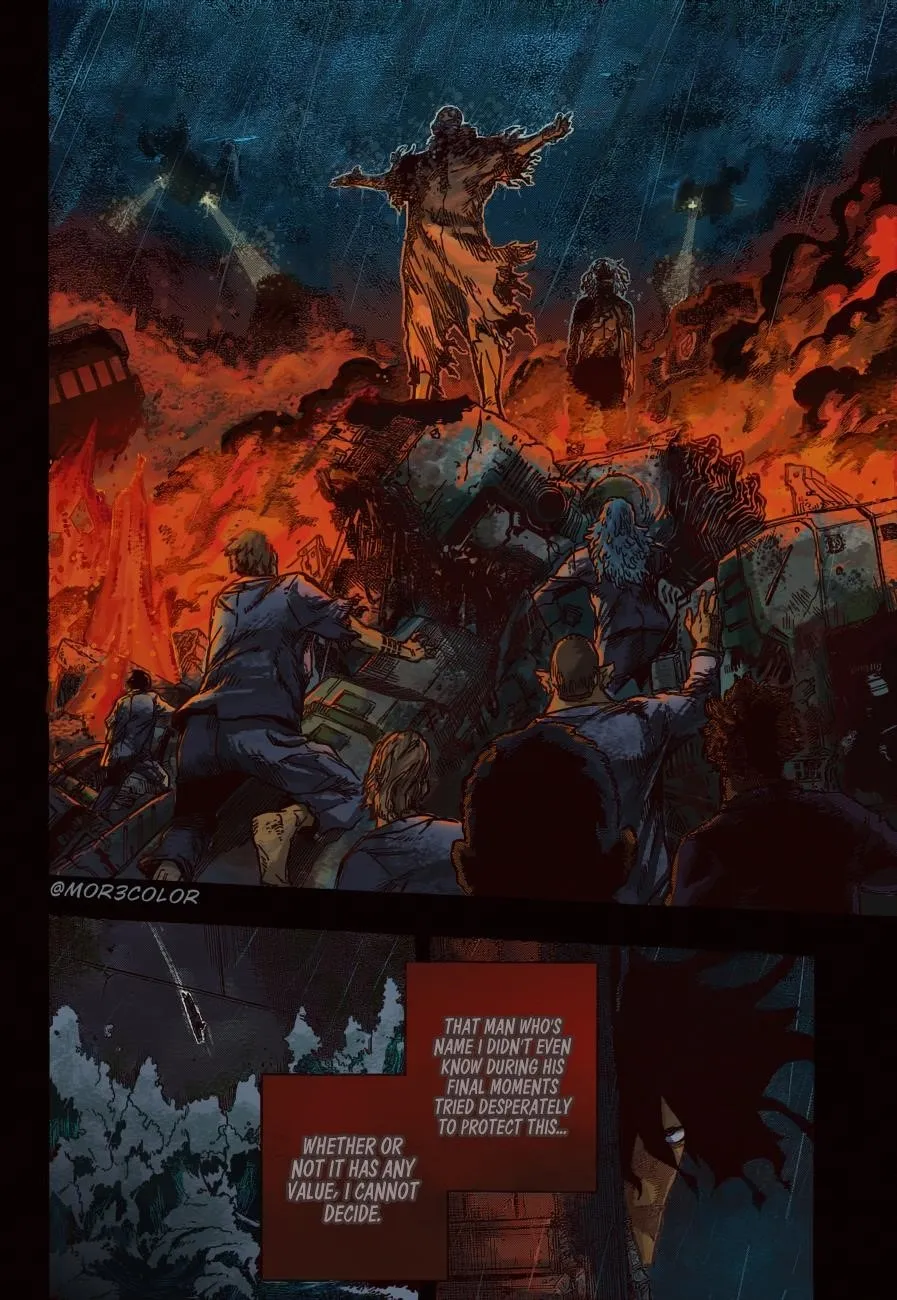 @MOR3COLOR
THAT MAN WHO'S
NAME I DIDN'T EVEN
KNOW DURING HIS
FINAL MOMENTS
TRIED DESPERATELY
TO PROTECT THIS...
WHETHER OR
NOT IT HAS ANY
VALUE, I CANNOT
DECIDE.